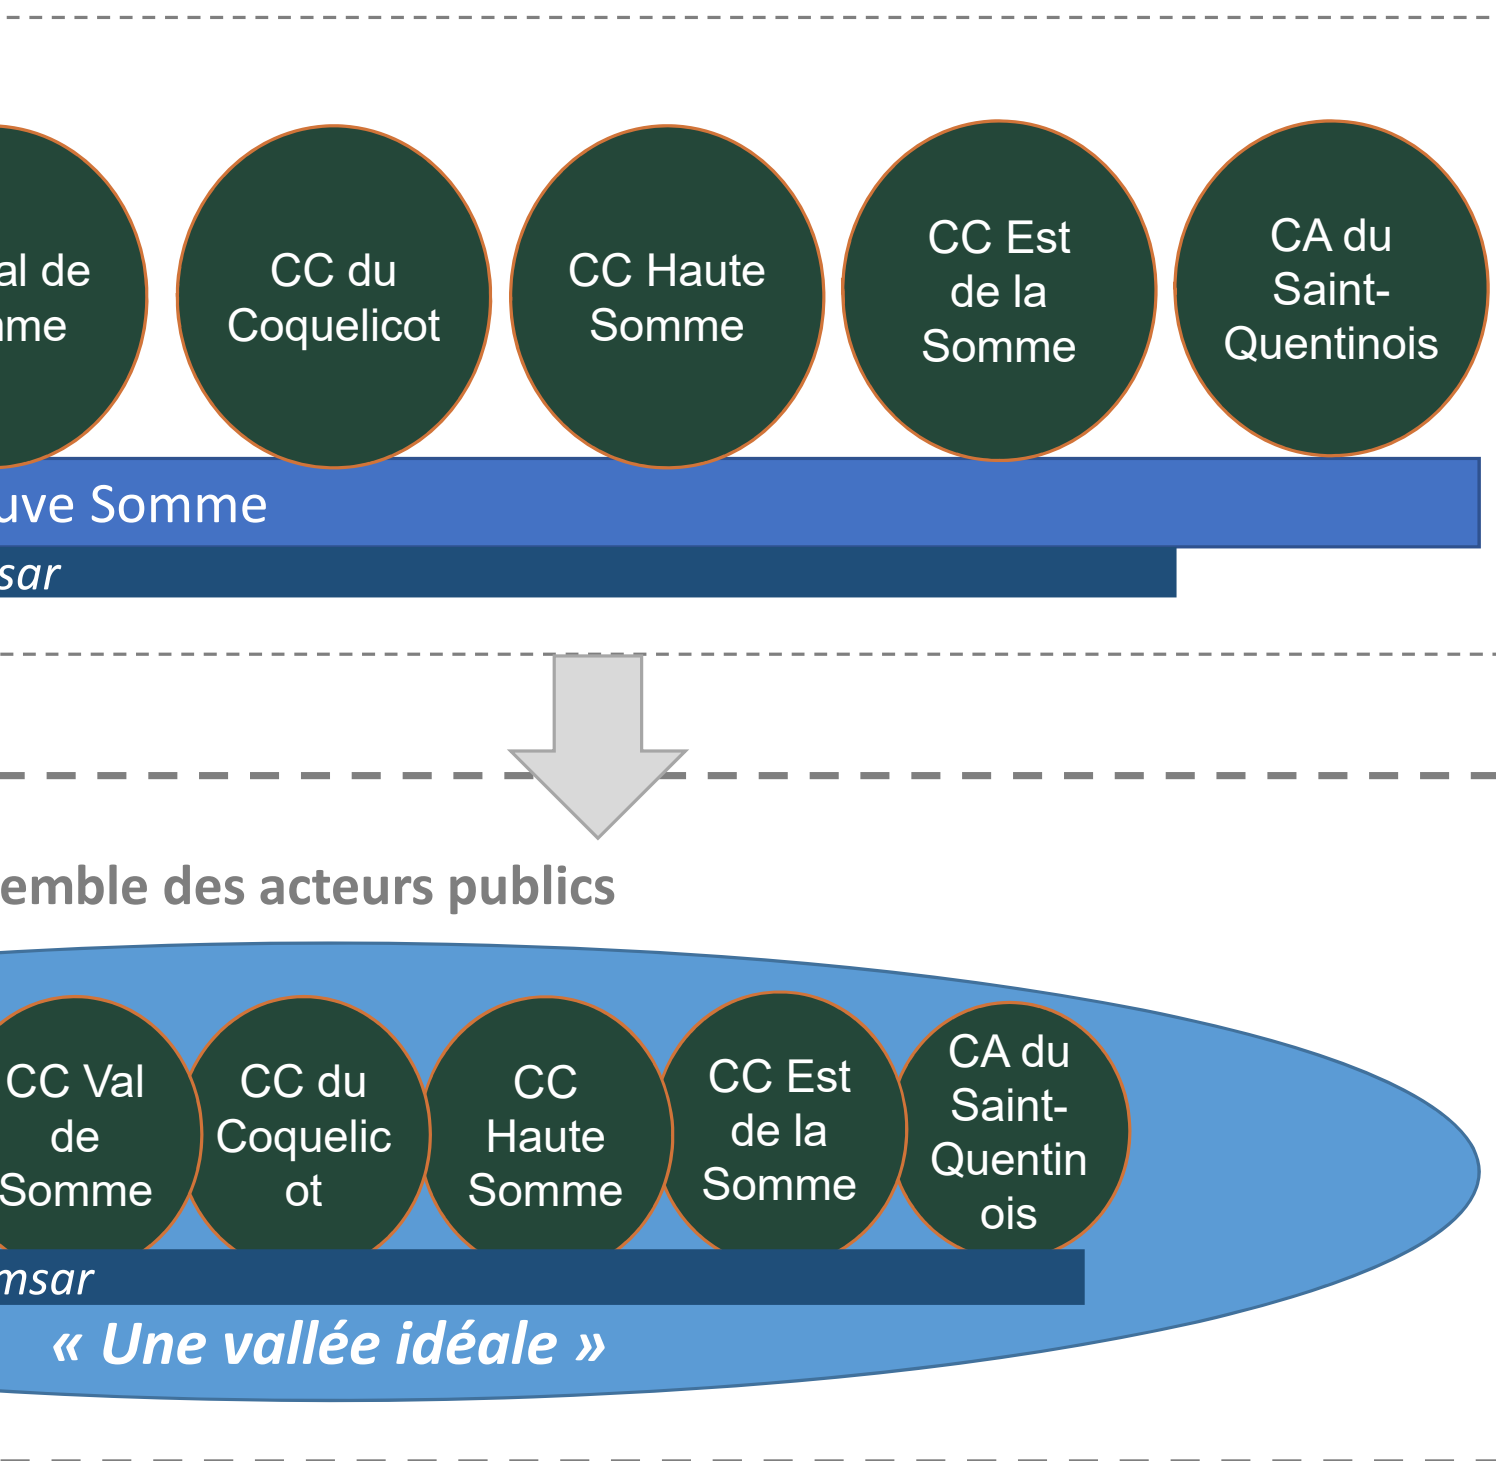 al de
me
CC du
Coquelicot
CC Haute
Somme
CC Est
de la
Somme
CA du
Saint-
Quentinois
uve Somme
sar
emble des acteurs publics
CC Val
de
Somme
CC du
Coquelic
ot
CC
Haute
Somme
CC Est
de la
Somme
CA du
Saint-
Quentin
ois
msar
« Une vallée idéale »